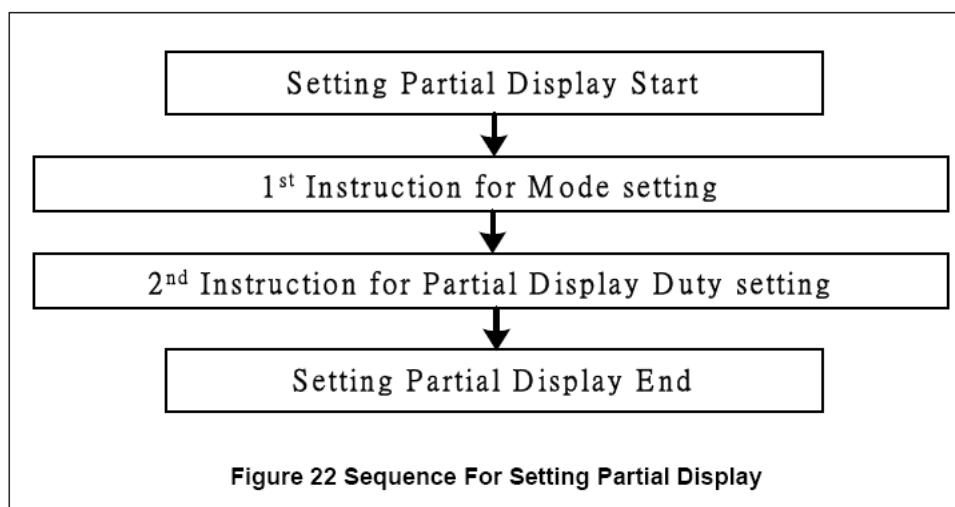 Setting Partial Display Start
1st Instruction for Mode setting
2nd Instruction for Partial Display Duty setting
Setting Partial Display End
Figure 22 Sequence For Setting Partial Display